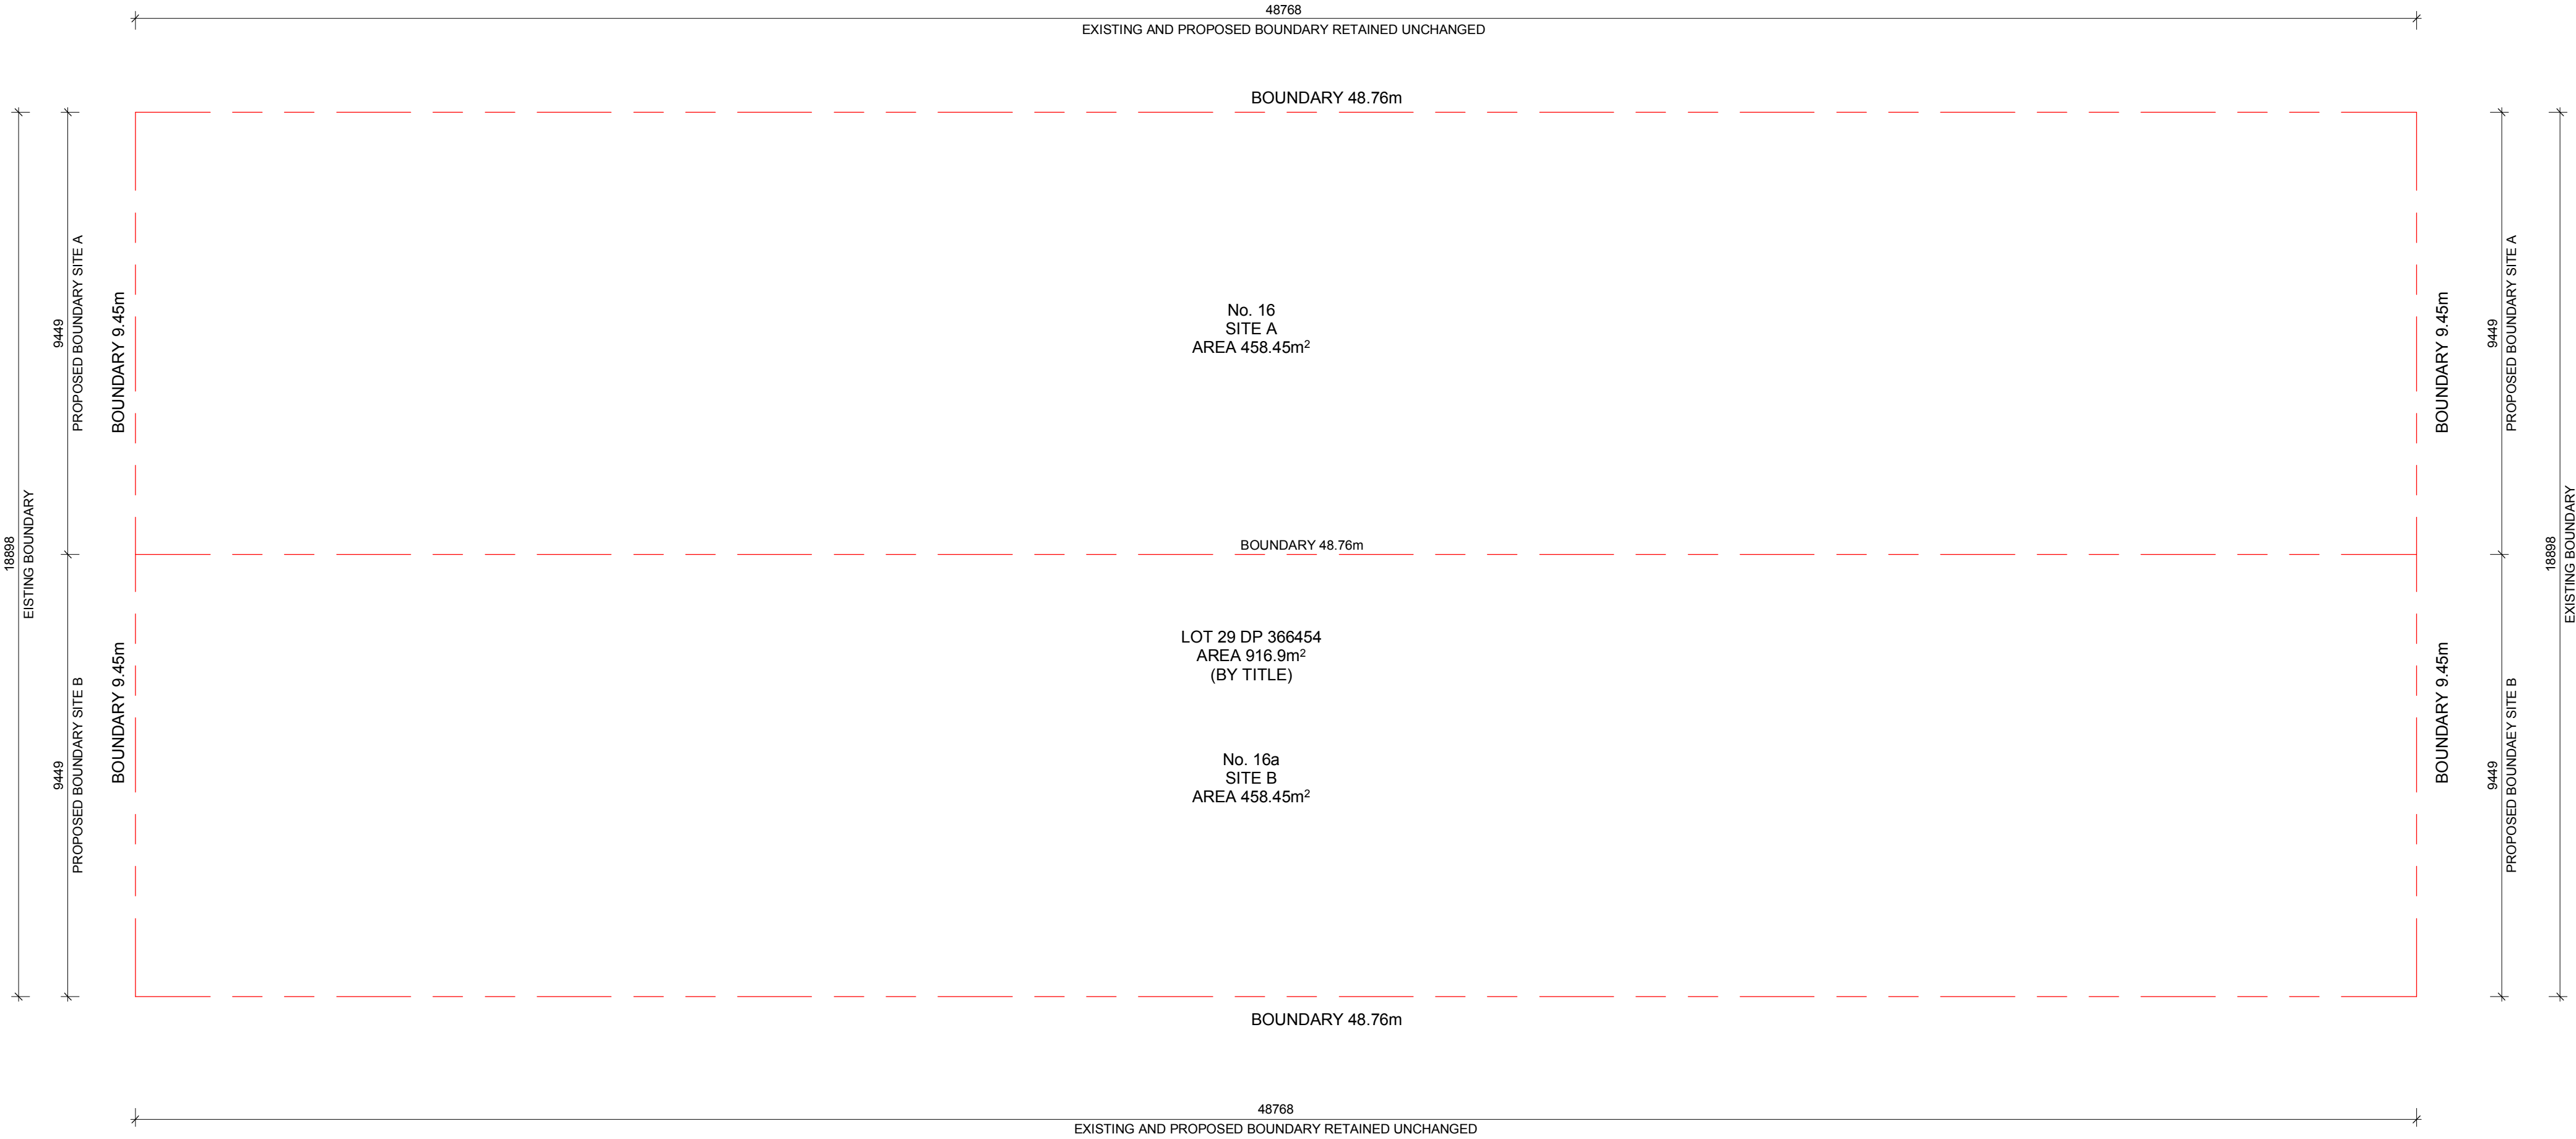 48768
EXISTING AND PROPOSED BOUNDARY RETAINED UNCHANGED
BOUNDARY 48.76m
18898
EISTING BOUNDARY
9449
PROPOSED BOUNDARY SITE A
BOUNDARY 9.45m
No. 16
SITE A
AREA 458.45m²
BOUNDARY 9.45m
9449
PROPOSED BOUNDARY SITE A
18898
EXISTING BOUNDARY
BOUNDARY 48.76m
9449
PROPOSED BOUNDARY SITE B
BOUNDARY 9.45m
LOT 29 DP 366454
AREA 916.9m²
(BY TITLE)
No. 16a
SITE B
AREA 458.45m²
BOUNDARY 9.45m
9449
PROPOSED BOUNDAEY SITE B
BOUNDARY 48.76m
48768
EXISTING AND PROPOSED BOUNDARY RETAINED UNCHANGED